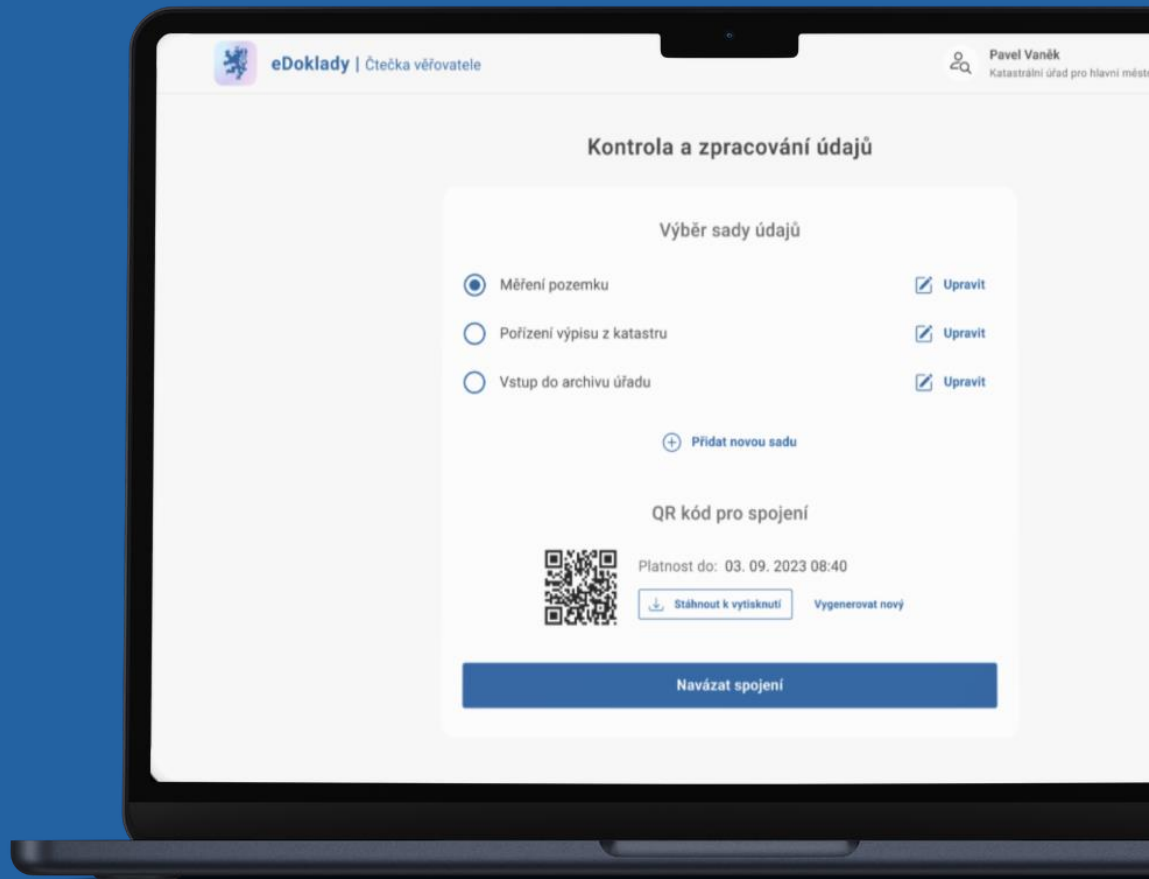 eDoklady | Čtečka věřovatele
Pavel Vaněk
Katastrální úřad pro hlavní měst
Kontrola a zpracování údajů
Výběr sady údajů
Měření pozemku
Upravit
Pořízení výpisu z katastru
Upravit
Vstup do archivu úřadu
Upravit
Přidat novou sadu
QR kód pro spojení
Platnost do: 03. 09. 2023 08:40
Stáhnout k vytisknutí
Vygenerovat nový
Navázat spojení